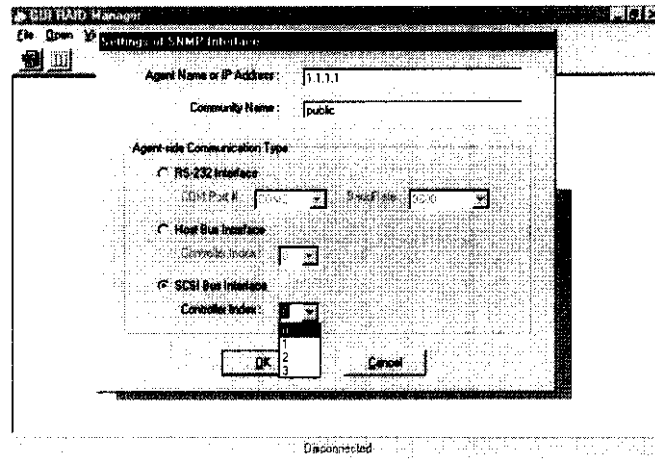 GUI RAID Manager
File Open
Settings of SNMP Interface
Agent Name or IP Address : 1.1.1.1
Community Name : public
Agent-side Communication Type
RS-232 Interface
COM Port #:
Host Bus Interface
Controller Index
SCSI Bus Interface
Controller Index : 0
0
1
2
3
OK Cancel
Disconnected